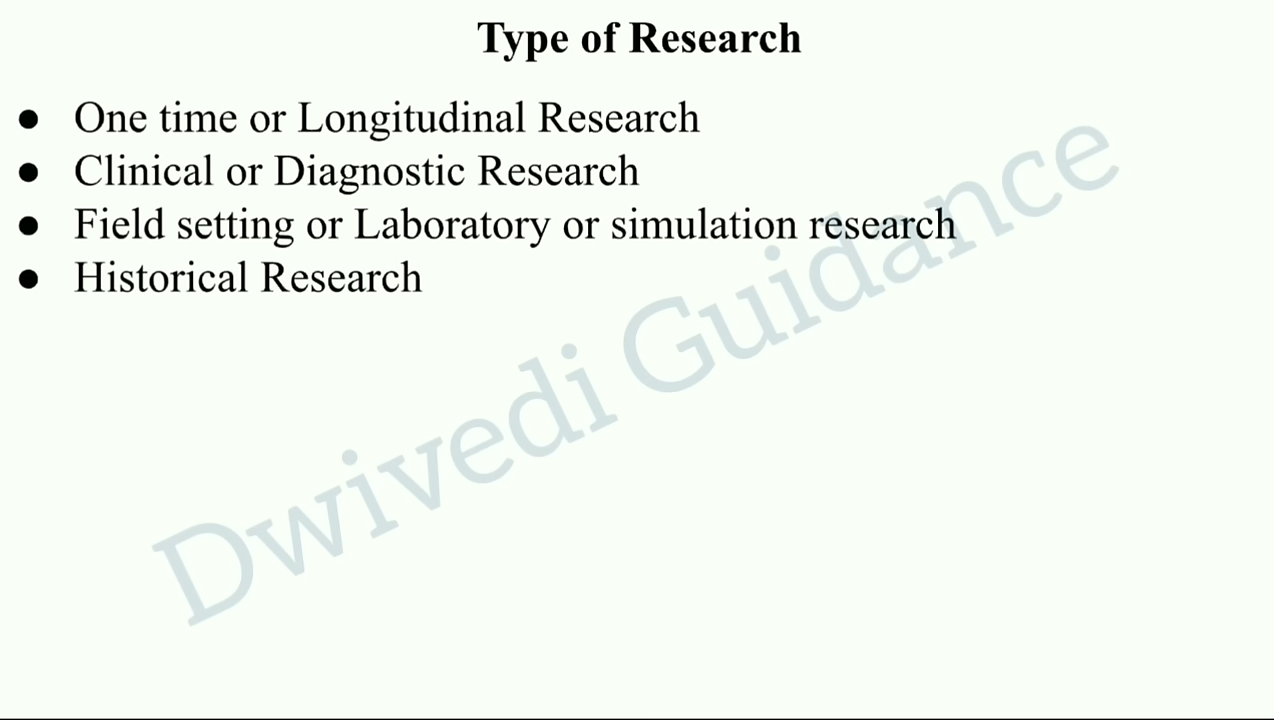 Type of Research
● One time or Longitudinal Research
● Clinical or Diagnostic Research
● Field setting or Laboratory or simulation research
● Historical Research
Dwivedi Guidance